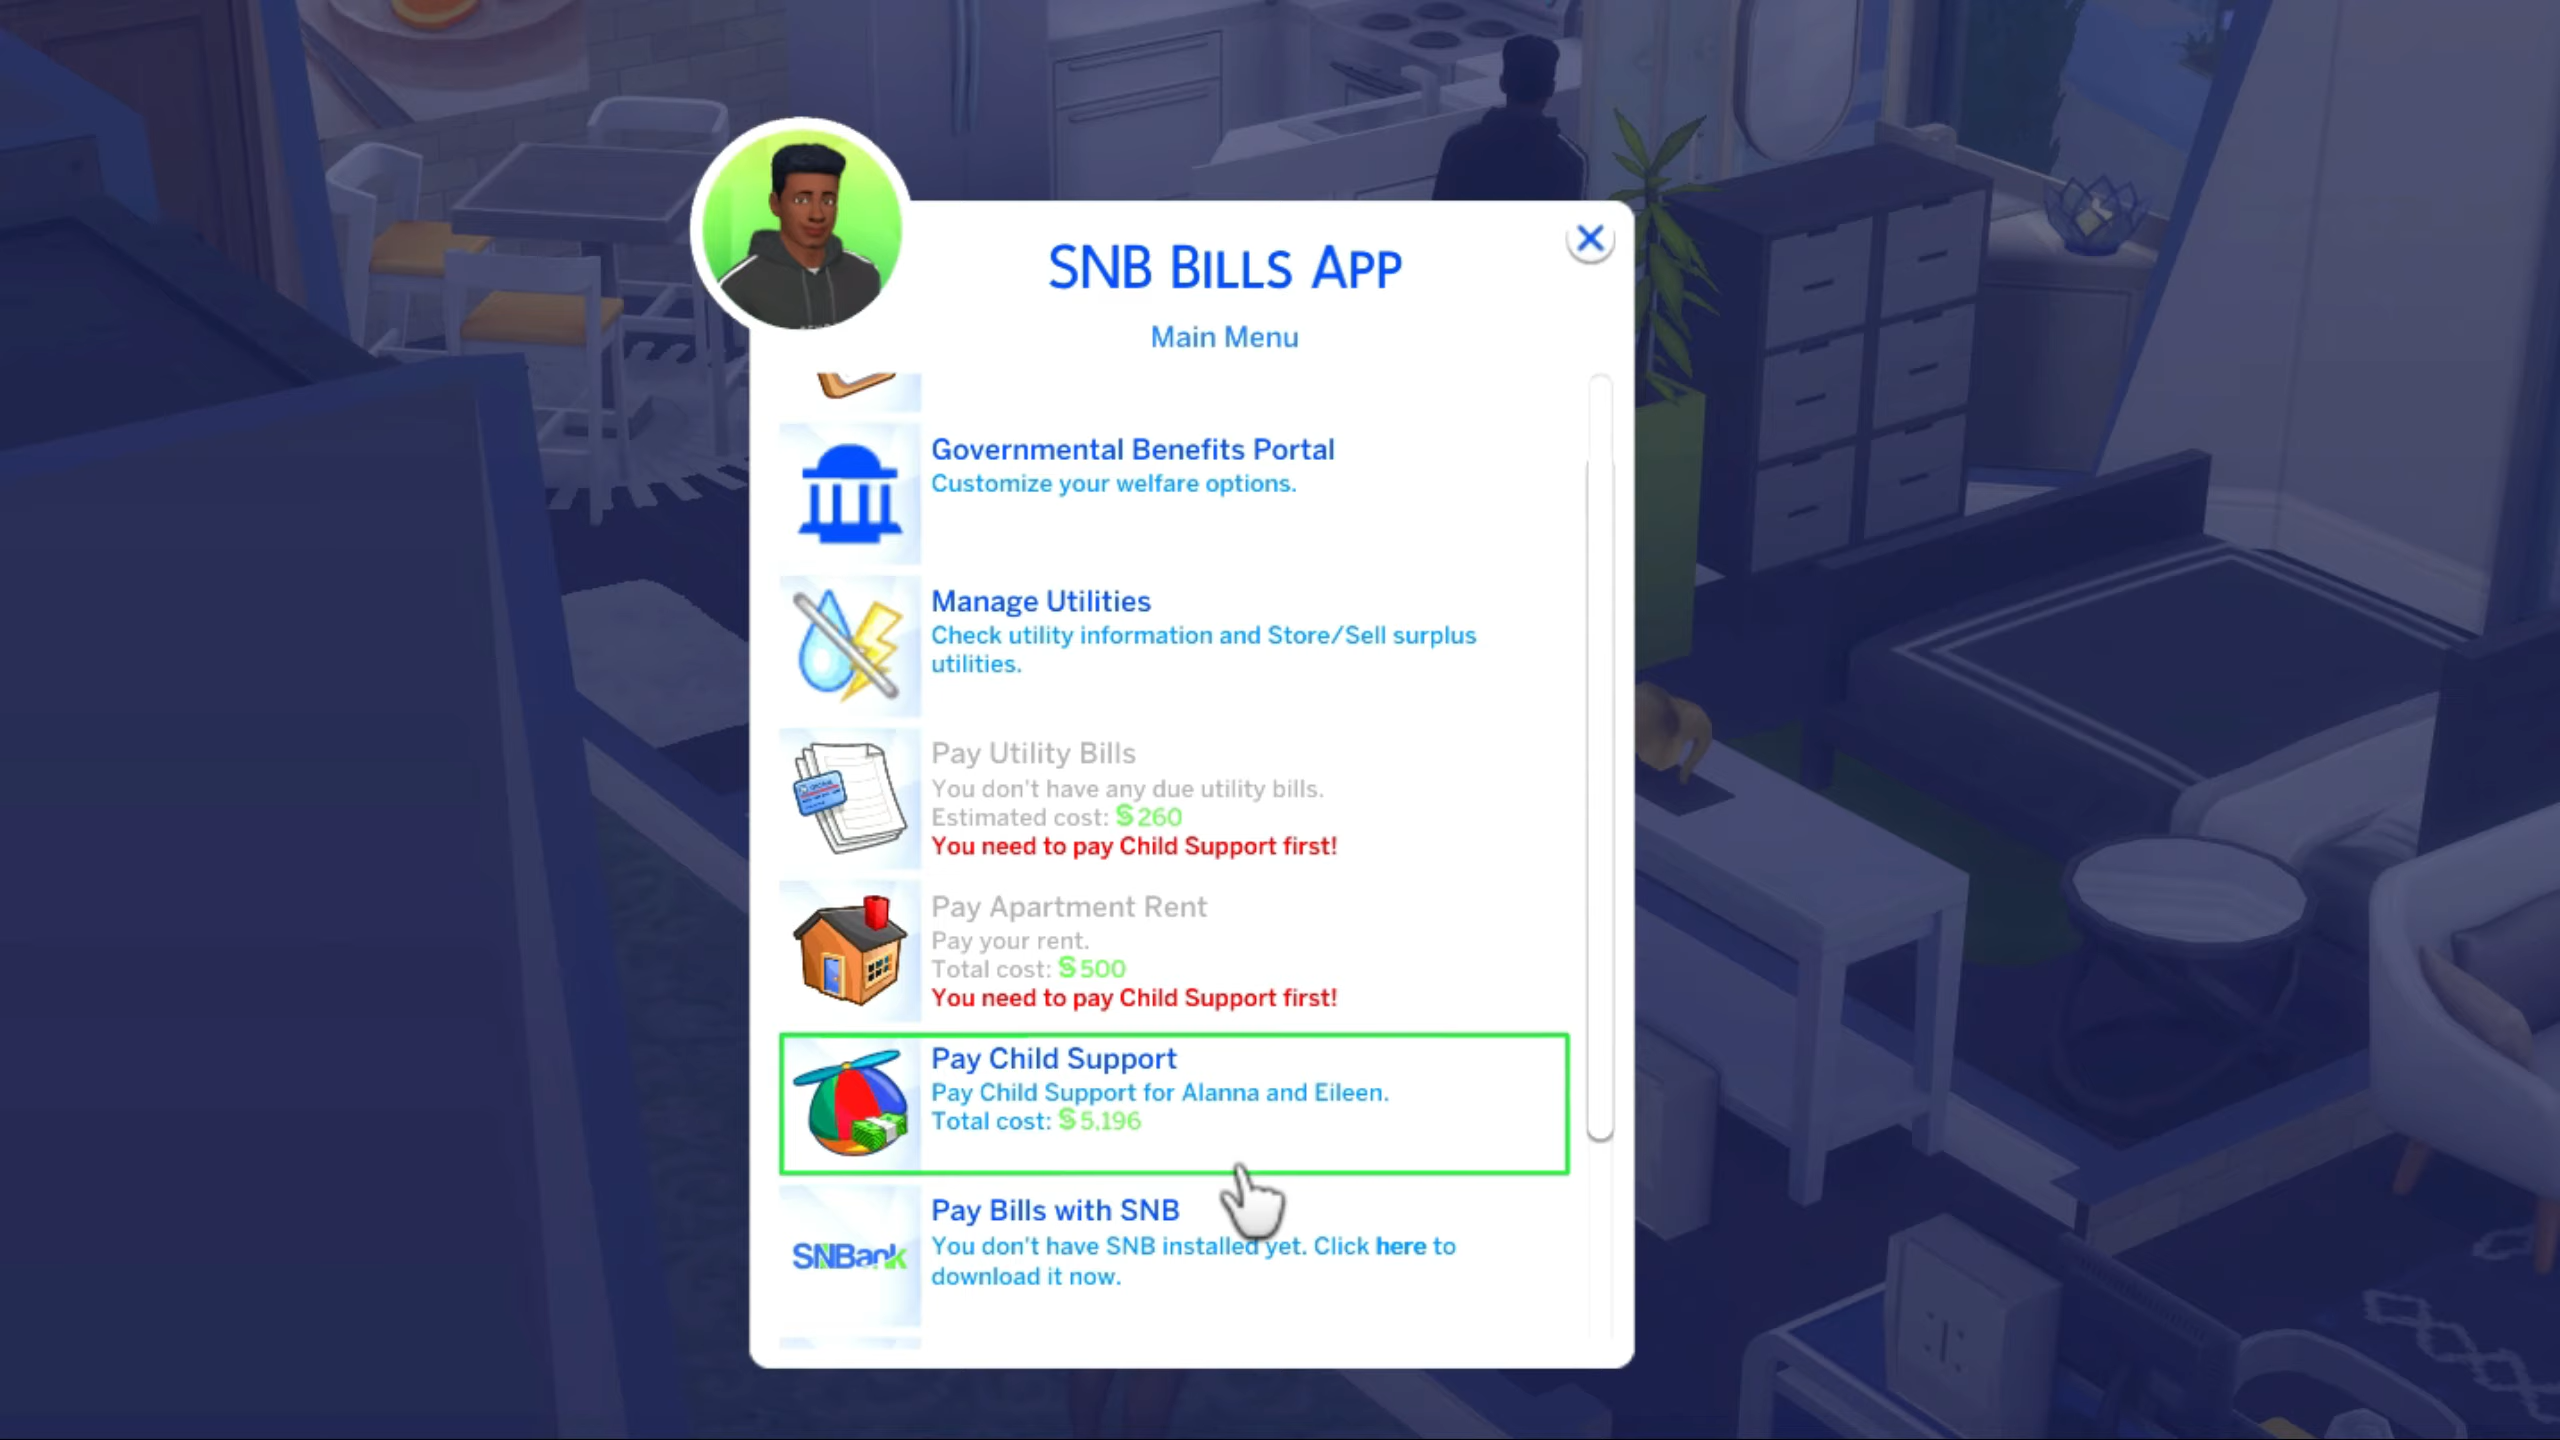 SNB BILLS APP
Main Menu
Governmental Benefits Portal
Customize your welfare options.
Manage Utilities
Check utility information and Store/Sell surplus
utilities.
Pay Utility Bills
You don't have any due utility bills.
Estimated cost: §260
You need to pay Child Support first!
Pay Apartment Rent
Pay your rent.
Total cost: §500
You need to pay Child Support first!
Pay Child Support
Pay Child Support for Alanna and Eileen.
Total cost: §5,196
Pay Bills with SNB
SNBank
You don't have SNB installed yet. Click here to
download it now.